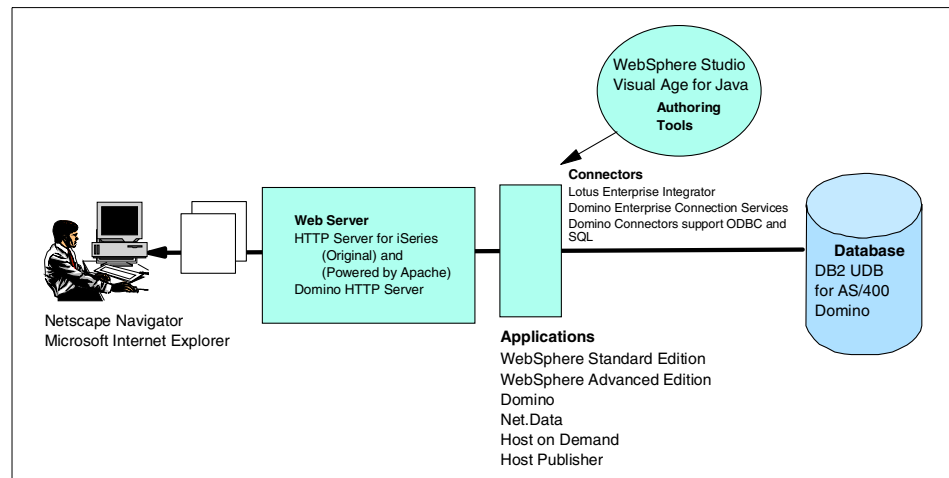 WebSphere Studio
Visual Age for Java
Authoring
Tools
Connectors
Lotus Enterprise Integrator
Domino Enterprise Connection Services
Domino Connectors support ODBC and
SQL
Web Server
HTTP Server for iSeries
(Original) and
(Powered by Apache)
Domino HTTP Server
Database
DB2 UDB
for AS/400
Domino
Netscape Navigator
Microsoft Internet Explorer
Applications
WebSphere Standard Edition
WebSphere Advanced Edition
Domino
Net.Data
Host on Demand
Host Publisher